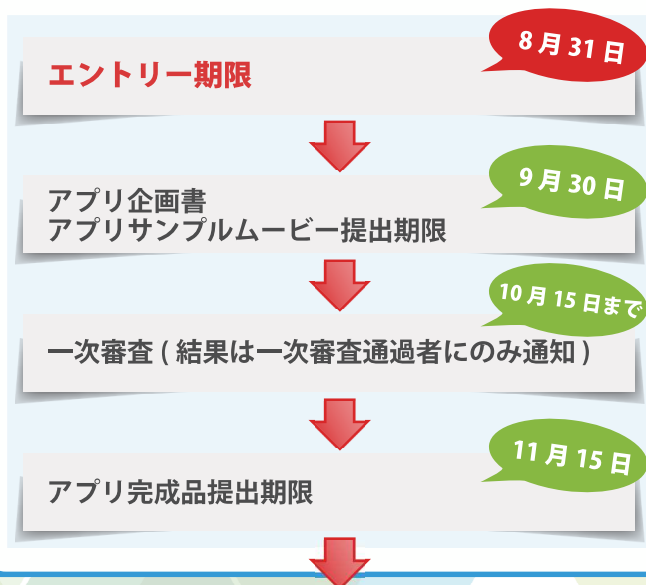 8月31日
エントリー期限
9月30日
アプリ企画書
アプリサンプルムービー提出期限
10月15日まで
一次審査 ( 結果は一次審査通過者にのみ通知 )
11月15日
アプリ完成品提出期限